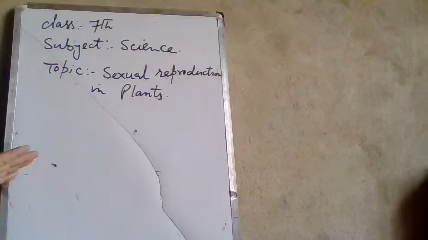 class:- 7th
Subject:- Science.
Topic:- Sexual reproduction
in Plants.